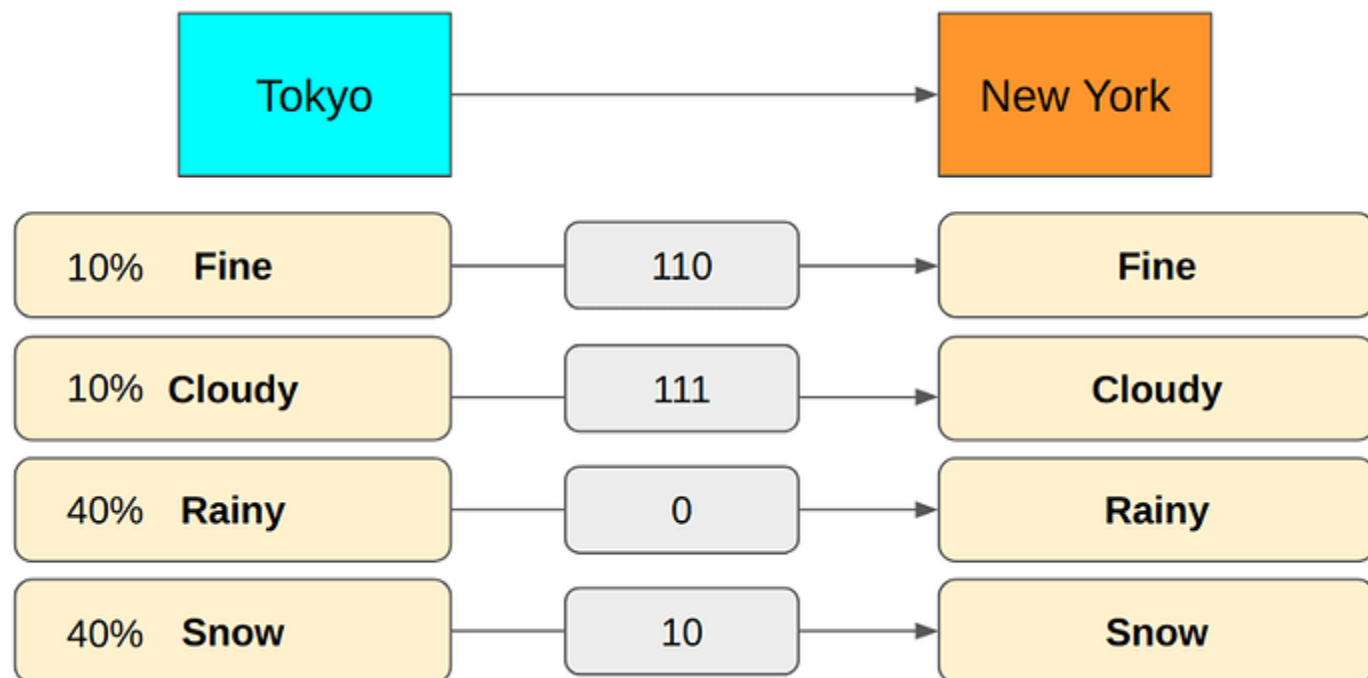 Tokyo New York
10% Fine 110 Fine
10% Cloudy 111 Cloudy
40% Rainy 0 Rainy
40% Snow 10 Snow